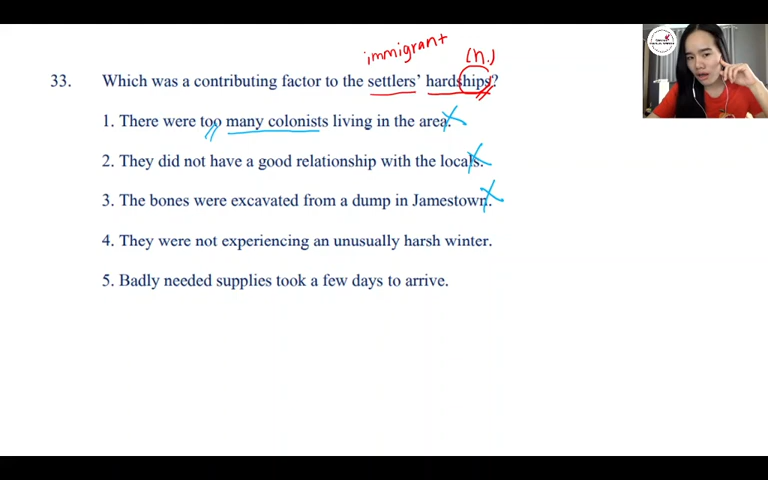 immigrant
(n.)
33. Which was a contributing factor to the settlers' hardships?
1. There were too many colonists living in the area.
2. They did not have a good relationship with the locals.
3. The bones were excavated from a dump in Jamestown.
4. They were not experiencing an unusually harsh winter.
5. Badly needed supplies took a few days to arrive.